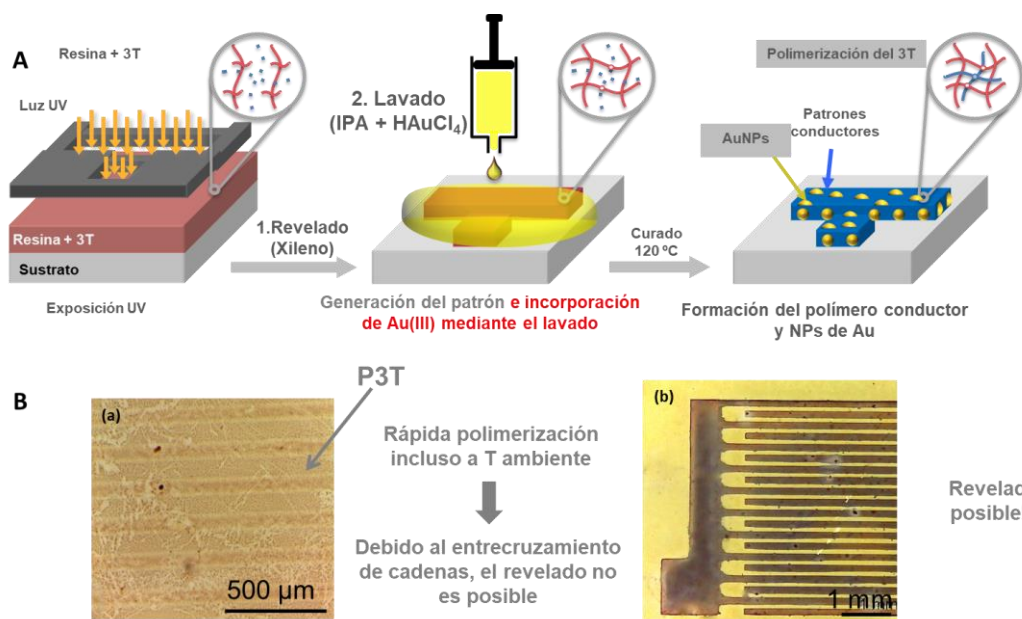 A
Resina + 3T
Luz UV
Resina + 3T
Sustrato
Exposición UV
1.Revelado
(Xileno)
2. Lavado
(IPA + HAuCl₄)
Generación del patrón e incorporación
de Au(III) mediante el lavado
Curado
120 ºC
Polimerización del 3T
Patrones
conductores
AuNPs
Formación del polímero conductor
y NPs de Au
B
(a)
P3T
500 µm
Rápida polimerización
incluso a T ambiente
Debido al entrecruzamiento
de cadenas, el revelado no
es posible
(b)
1 mm
Revelad
posible